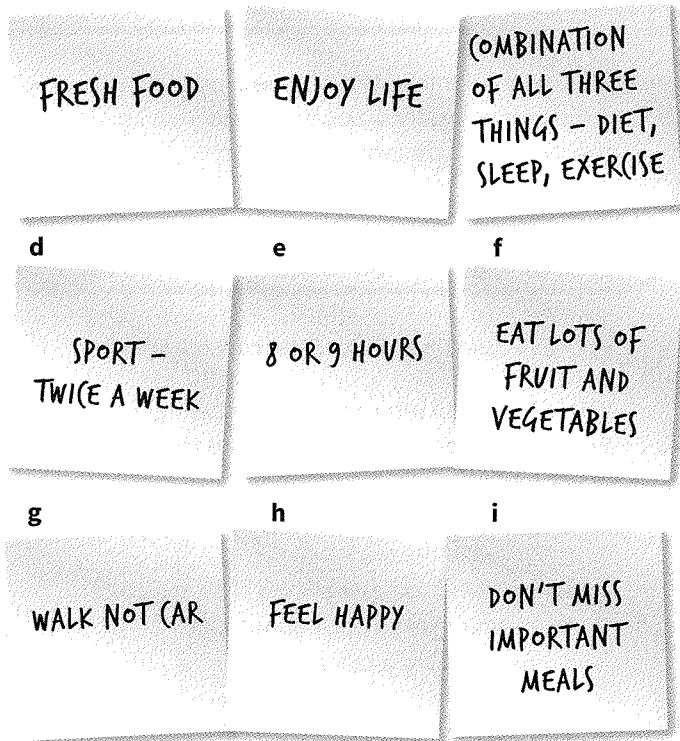 FRESH FOOD
ENJOY LIFE
COMBINATION
OF ALL THREE
THINGS – DIET,
SLEEP, EXERCISE
d
e
f
SPORT –
TWICE A WEEK
8 OR 9 HOURS
EAT LOTS OF
FRUIT AND
VEGETABLES
g
h
i
WALK NOT CAR
FEEL HAPPY
DON'T MISS
IMPORTANT
MEALS